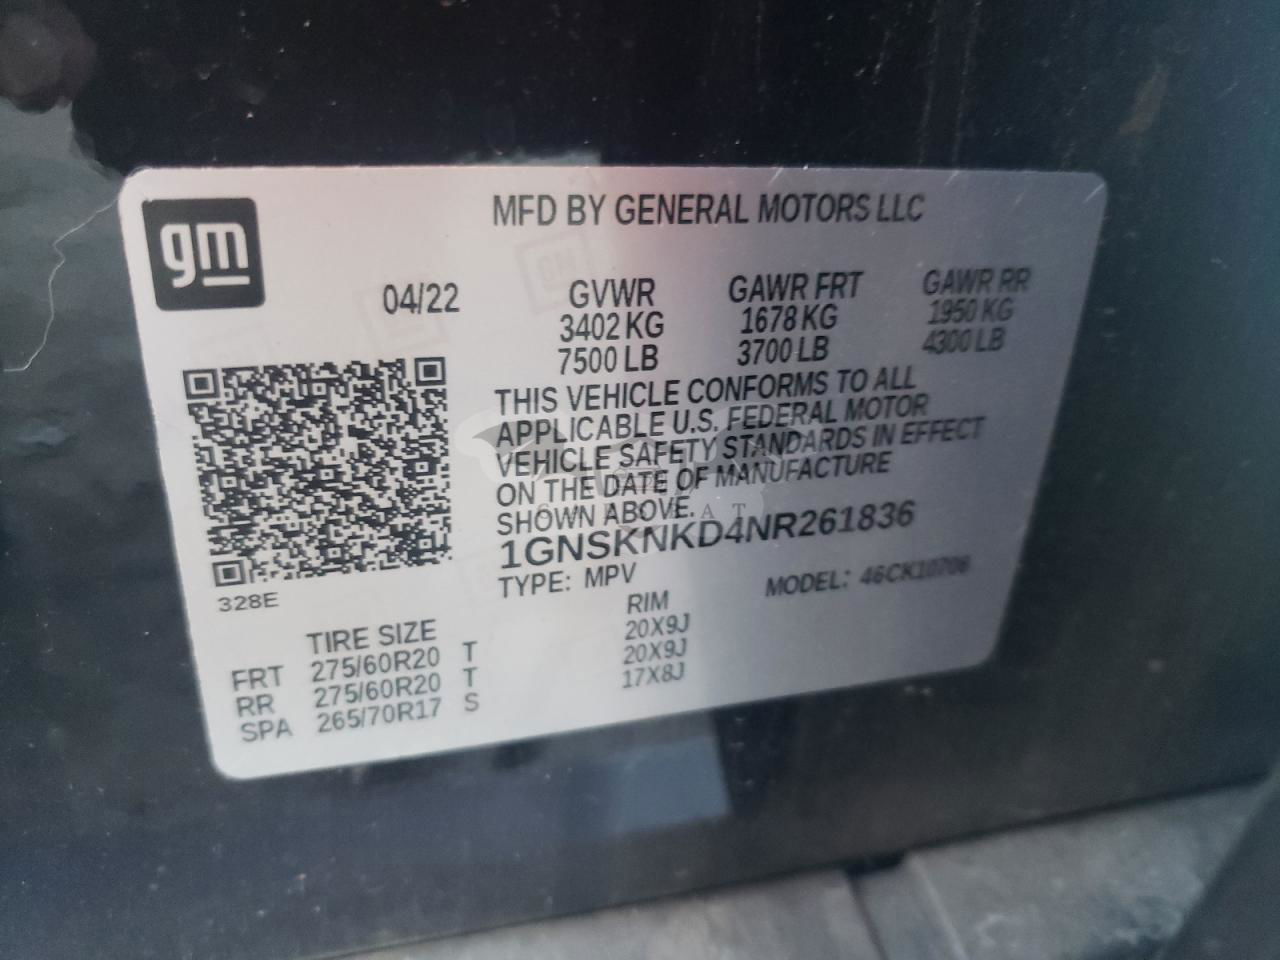 gm
MFD BY GENERAL MOTORS LLC
04/22 GVWR GAWR FRT GAWR RR
3402 KG 1678 KG 1950 KG
7500 LB 3700 LB 4300 LB
THIS VEHICLE CONFORMS TO ALL
APPLICABLE U.S. FEDERAL MOTOR
VEHICLE SAFETY STANDARDS IN EFFECT
ON THE DATE OF MANUFACTURE
SHOWN ABOVE.
1GNSKNKD4NR261836
TYPE: MPV MODEL: 46CK10706
328E
TIRE SIZE RIM
FRT 275/60R20 T 20X9J
RR 275/60R20 T 20X9J
SPA 265/70R17 S 17X8J